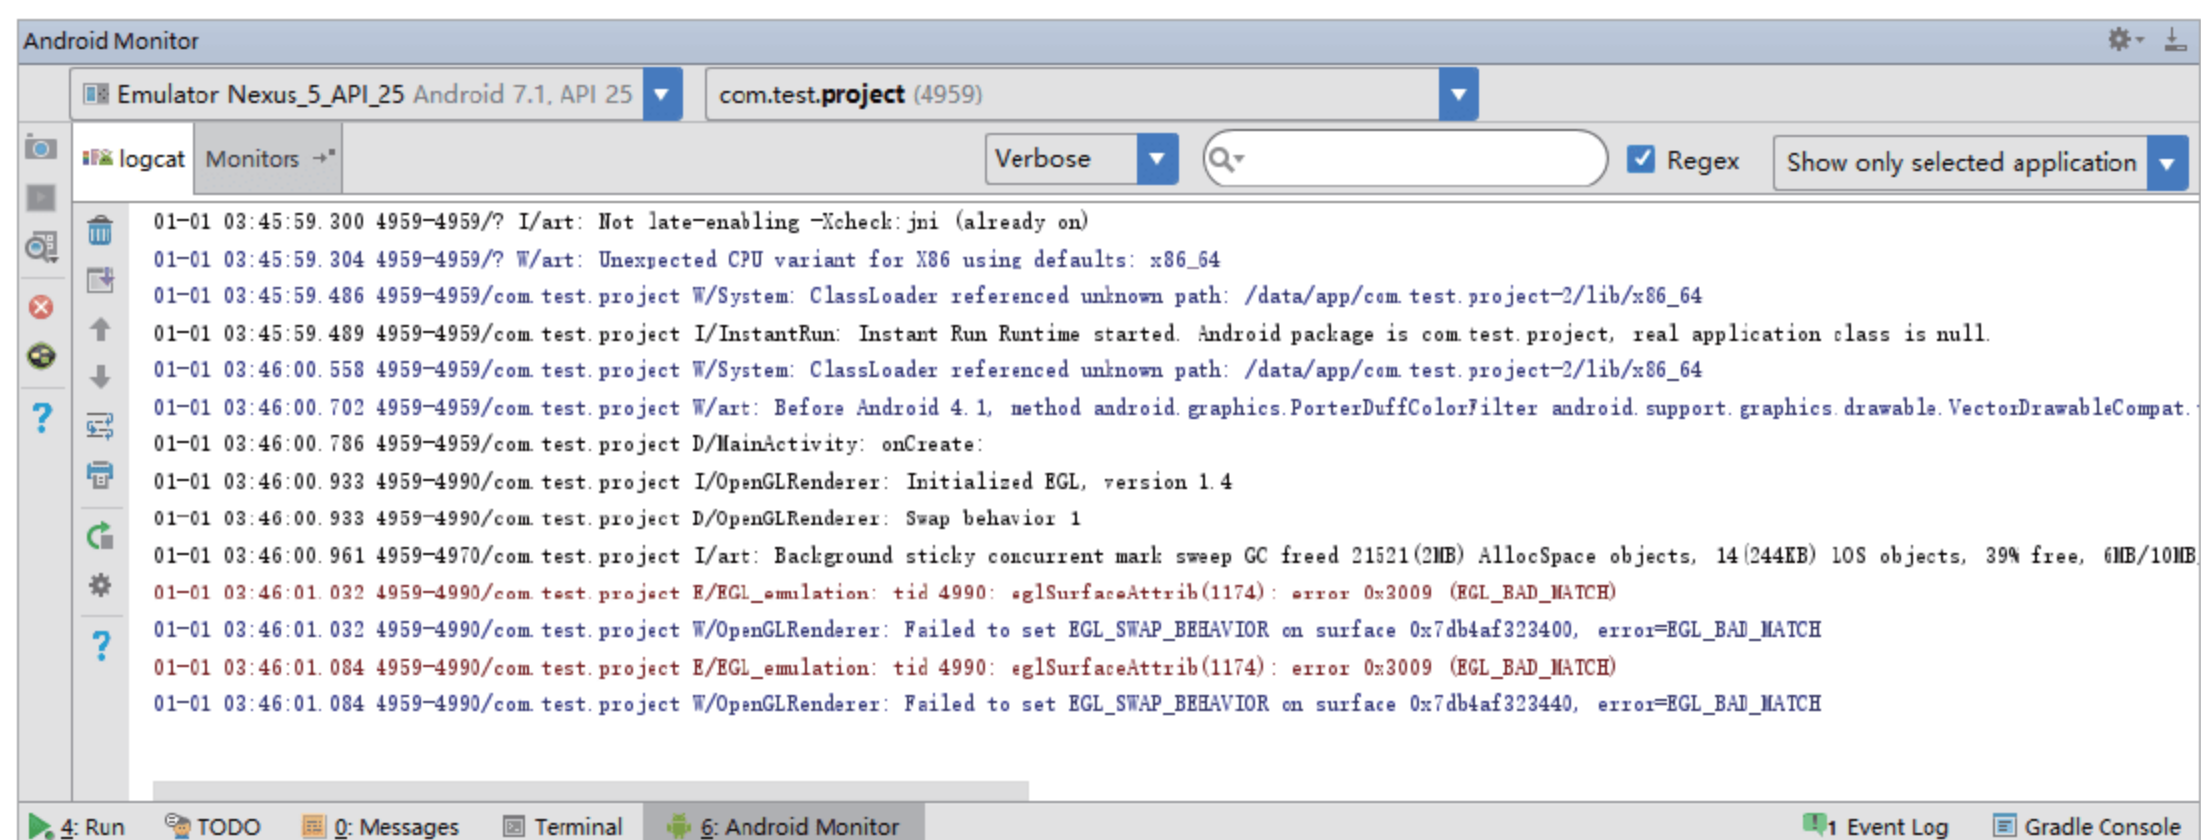 Android Monitor
Emulator Nexus_5_API_25 Android 7.1, API 25 com.test.project (4959)
logcat Monitors Verbose Regex Show only selected application
01-01 03:45:59.300 4959-4959/? I/art: Not late-enabling -Xcheck:jni (already on)
01-01 03:45:59.304 4959-4959/? W/art: Unexpected CPU variant for X86 using defaults: x86_64
01-01 03:45:59.486 4959-4959/com.test.project W/System: ClassLoader referenced unknown path: /data/app/com.test.project-2/lib/x86_64
01-01 03:45:59.489 4959-4959/com.test.project I/InstantRun: Instant Run Runtime started. Android package is com.test.project, real application class is null.
01-01 03:46:00.558 4959-4959/com.test.project W/System: ClassLoader referenced unknown path: /data/app/com.test.project-2/lib/x86_64
01-01 03:46:00.702 4959-4959/com.test.project W/art: Before Android 4.1, method android.graphics.PorterDuffColorFilter android.support.graphics.drawable.VectorDrawableCompat.
01-01 03:46:00.786 4959-4959/com.test.project D/MainActivity: onCreate:
01-01 03:46:00.933 4959-4990/com.test.project I/OpenGLRenderer: Initialized EGL, version 1.4
01-01 03:46:00.933 4959-4990/com.test.project D/OpenGLRenderer: Swap behavior 1
01-01 03:46:00.961 4959-4970/com.test.project I/art: Background sticky concurrent mark sweep GC freed 21521(2MB) AllocSpace objects, 14(244KB) LOS objects, 39% free, 6MB/10MB
01-01 03:46:01.032 4959-4990/com.test.project E/EGL_emulation: tid 4990: eglSurfaceAttrib(1174): error 0x3009 (EGL_BAD_MATCH)
01-01 03:46:01.032 4959-4990/com.test.project W/OpenGLRenderer: Failed to set EGL_SWAP_BEHAVIOR on surface 0x7db4af323400, error=EGL_BAD_MATCH
01-01 03:46:01.084 4959-4990/com.test.project E/EGL_emulation: tid 4990: eglSurfaceAttrib(1174): error 0x3009 (EGL_BAD_MATCH)
01-01 03:46:01.084 4959-4990/com.test.project W/OpenGLRenderer: Failed to set EGL_SWAP_BEHAVIOR on surface 0x7db4af323440, error=EGL_BAD_MATCH
4: Run TODO 0: Messages Terminal 6: Android Monitor 1 Event Log Gradle Console